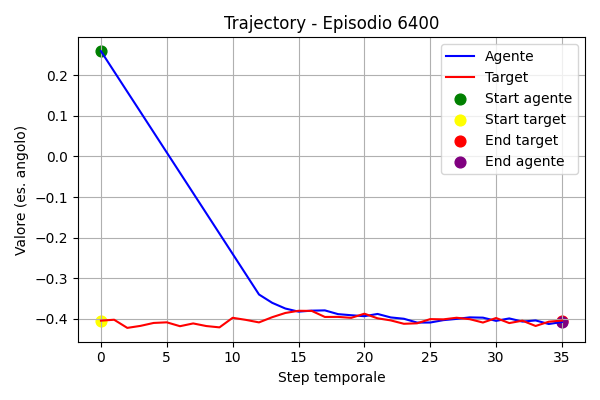 Trajectory - Episodio 6400
Agente
Target
Start agente
Start target
End target
End agente
Valore (es. angolo)
0.2
0.1
0.0
−0.1
−0.2
−0.3
−0.4
0 5 10 15 20 25 30 35
Step temporale